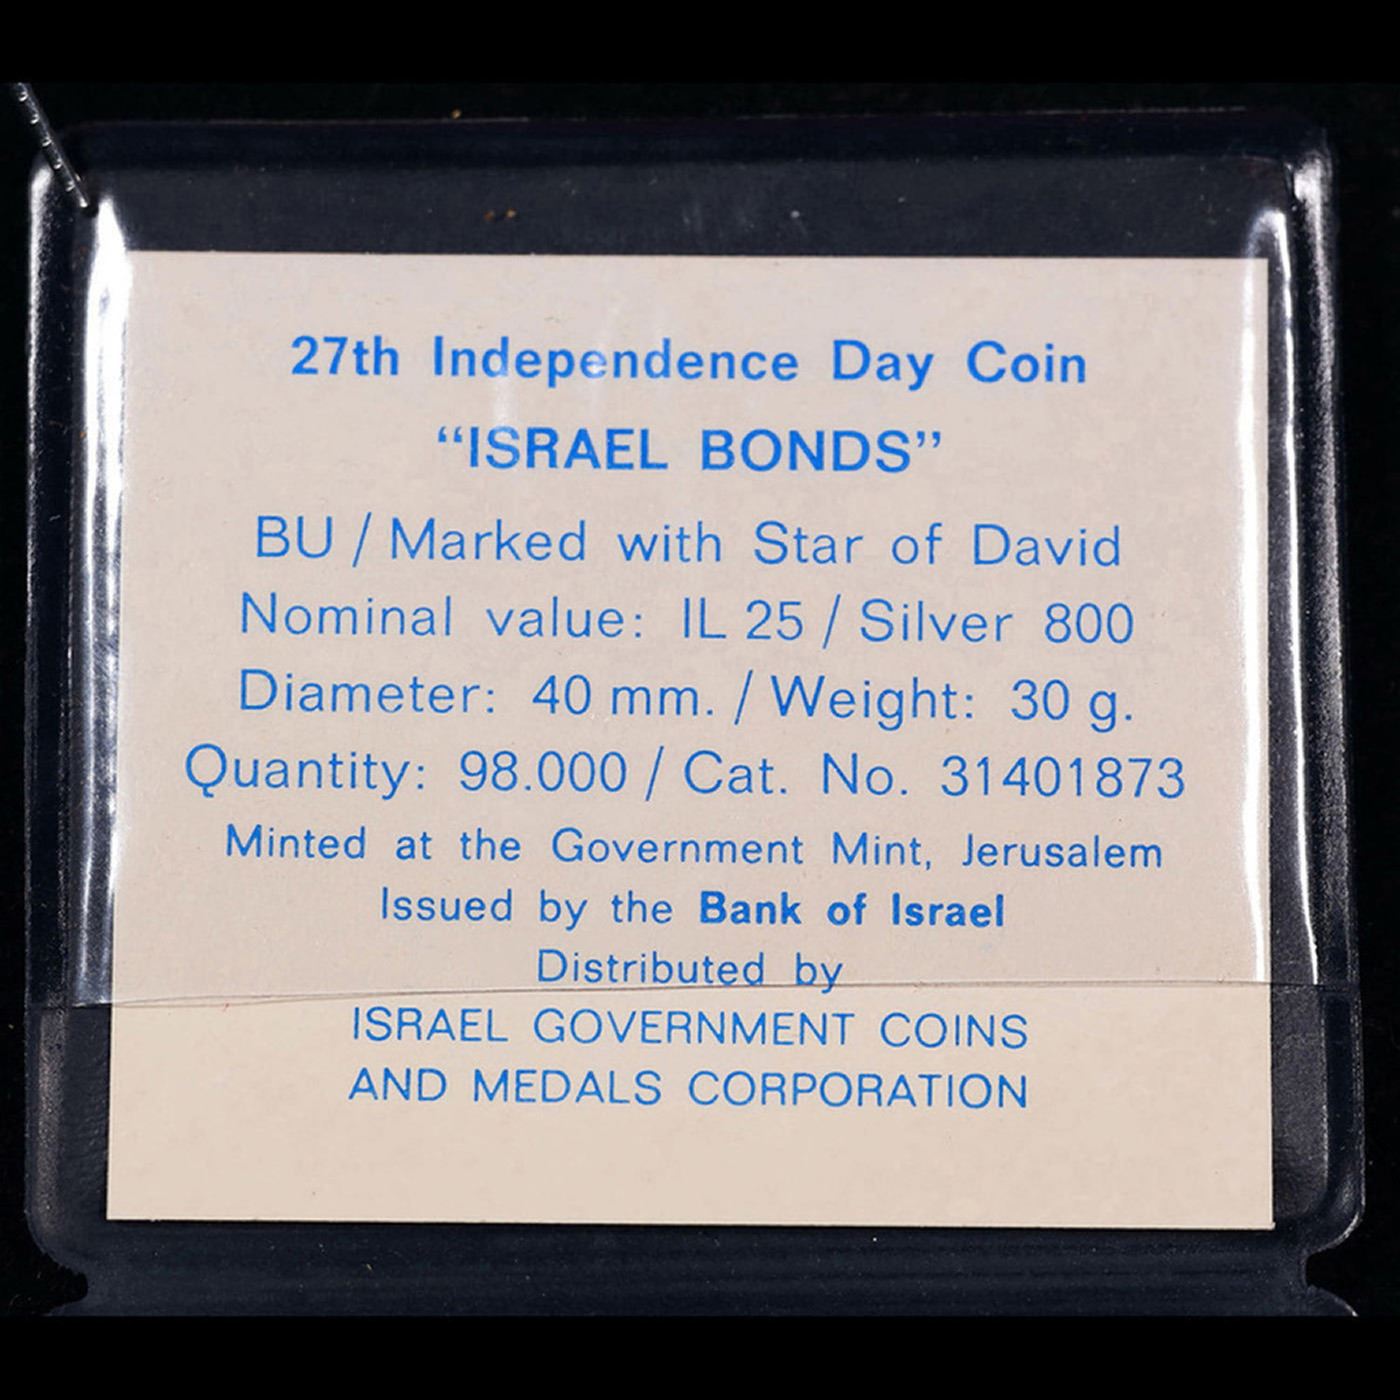 27th Independence Day Coin
“ISRAEL BONDS”
BU / Marked with Star of David
Nominal value: IL 25 / Silver 800
Diameter: 40 mm. / Weight: 30 g.
Quantity: 98.000 / Cat. No. 31401873
Minted at the Government Mint, Jerusalem
Issued by the Bank of Israel
Distributed by
ISRAEL GOVERNMENT COINS
AND MEDALS CORPORATION